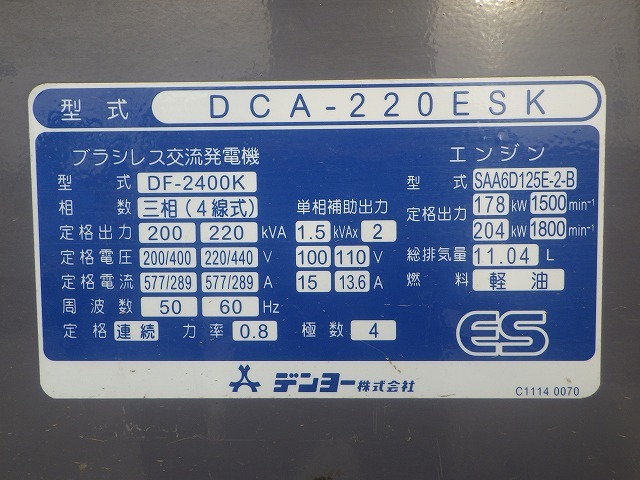 型式 DCA-220ESK
ブラシレス交流発電機
型式 DF-2400K
相数 三相(4線式) 単相補助出力
定格出力 200 220 kVA 1.5 kVA× 2
定格電圧 200/400 220/440 V 100 110 V
定格電流 577/289 577/289 A 15 13.6 A
周波数 50 60 Hz
定格 連続 力率 0.8 極数 4
エンジン
型式 SAA6D125E-2-B
定格出力 178 kW 1500 min⁻¹
204 kW 1800 min⁻¹
総排気量 11.04 L
燃料 軽油
ES
デンヨー株式会社
C1114 0070